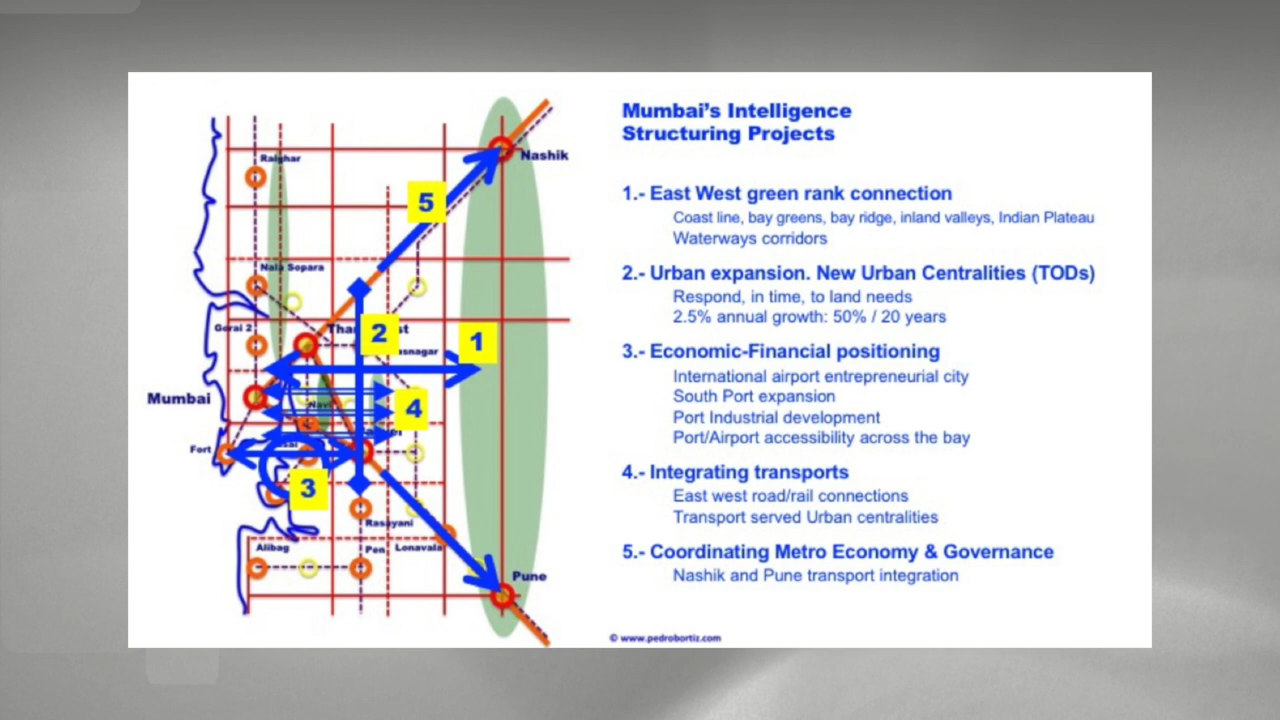 Mumbai's Intelligence
Structuring Projects
1.- East West green rank connection
Coast line, bay greens, bay ridge, inland valleys, Indian Plateau
Waterways corridors
2.- Urban expansion. New Urban Centralities (TODs)
Respond, in time, to land needs
2.5% annual growth: 50% / 20 years
3.- Economic-Financial positioning
International airport entrepreneurial city
South Port expansion
Port Industrial development
Port/Airport accessibility across the bay
4.- Integrating transports
East west road/rail connections
Transport served Urban centralities
5.- Coordinating Metro Economy & Governance
Nashik and Pune transport integration
© www.pedrobortiz.com
Nashik
5
Nala Sopara
Gorai 2
2
1
Mumbai
4
Fort
3
Rasayani
Alibag
Pen
Lonavala
Pune